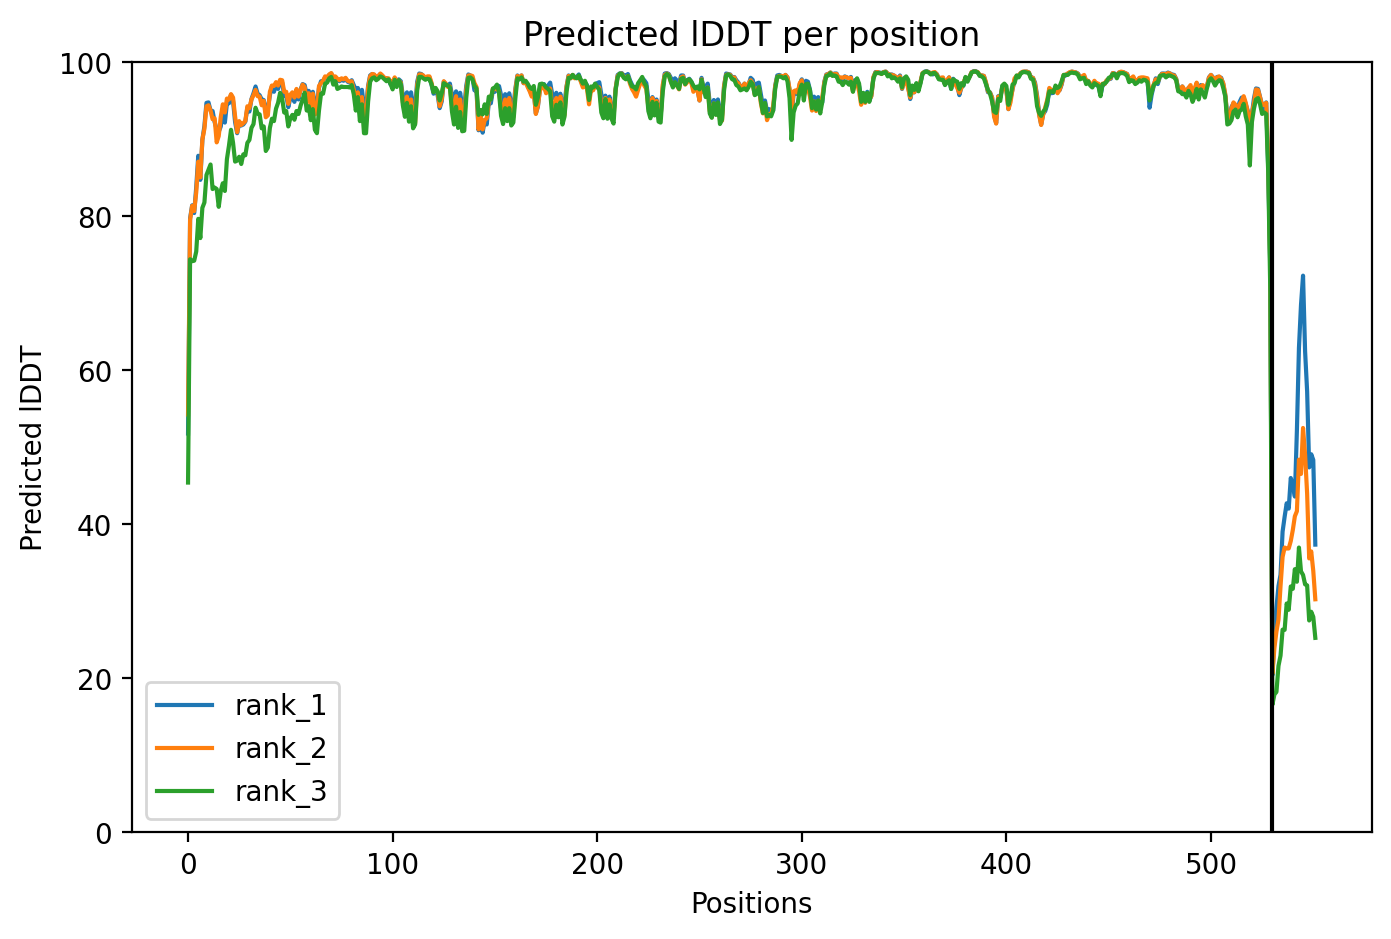 Predicted lDDT per position
100
80
60
40
20
0
Predicted lDDT
rank_1
rank_2
rank_3
0 100 200 300 400 500
Positions